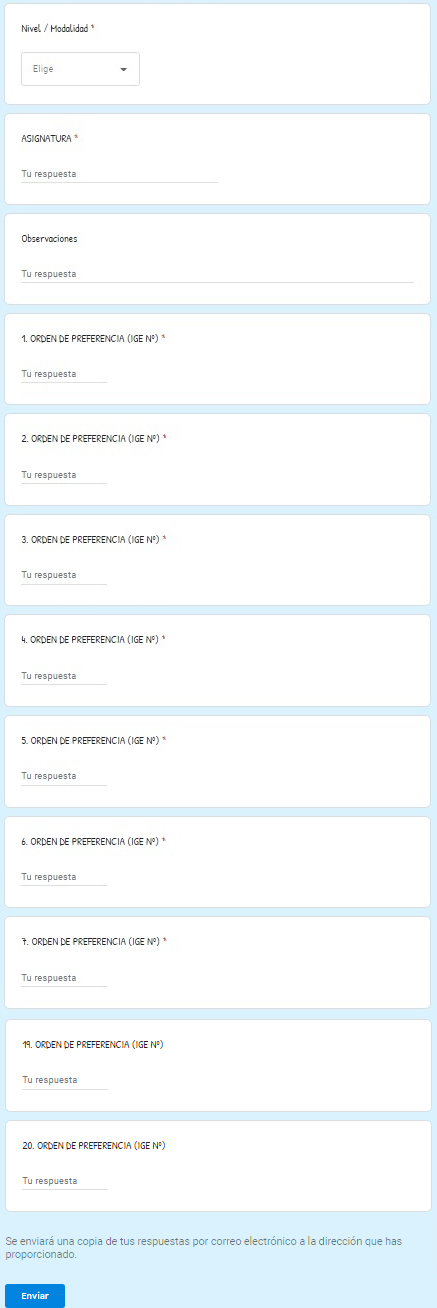 Nivel / Modalidad *
Elige
ASIGNATURA *
Tu respuesta
Observaciones
Tu respuesta
1. ORDEN DE PREFERENCIA (IGE Nº) *
Tu respuesta
2. ORDEN DE PREFERENCIA (IGE Nº) *
Tu respuesta
3. ORDEN DE PREFERENCIA (IGE Nº) *
Tu respuesta
4. ORDEN DE PREFERENCIA (IGE Nº) *
Tu respuesta
5. ORDEN DE PREFERENCIA (IGE Nº) *
Tu respuesta
6. ORDEN DE PREFERENCIA (IGE Nº) *
Tu respuesta
7. ORDEN DE PREFERENCIA (IGE Nº) *
Tu respuesta
19. ORDEN DE PREFERENCIA (IGE Nº)
Tu respuesta
20. ORDEN DE PREFERENCIA (IGE Nº)
Tu respuesta
Se enviará una copia de tus respuestas por correo electrónico a la dirección que has
proporcionado.
Enviar